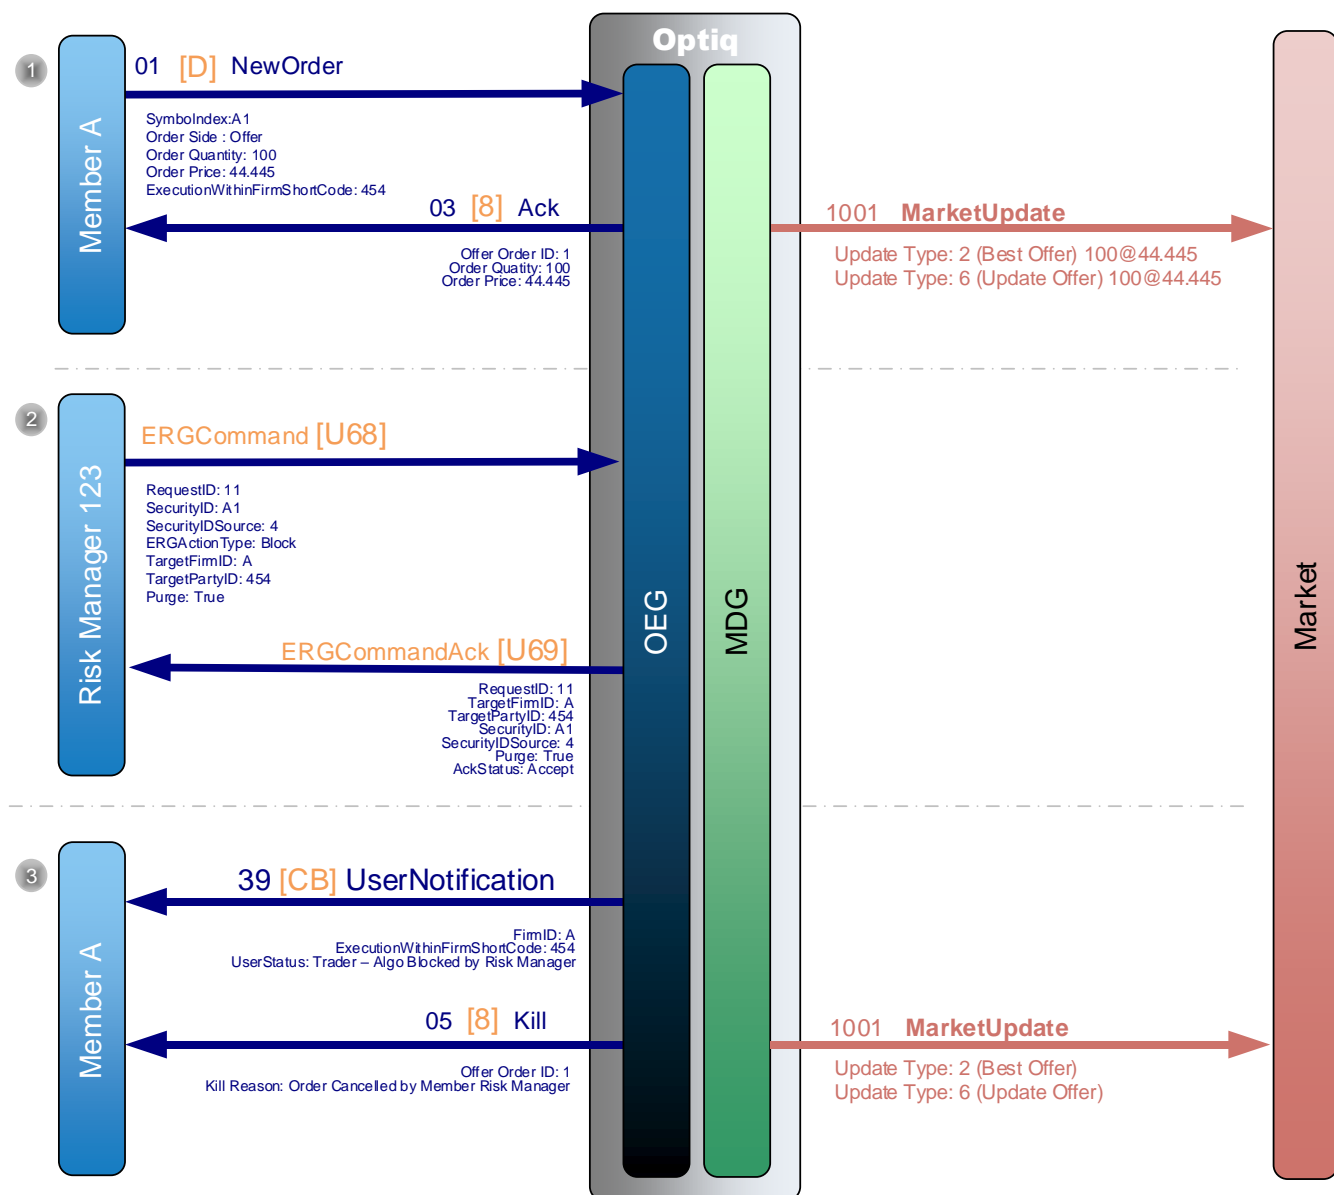 Optiq
1
Member A
01 [D] NewOrder
SymbolIndex:A1
Order Side : Offer
Order Quantity: 100
Order Price: 44.445
ExecutionWithinFirmShortCode: 454
03 [8] Ack
Offer Order ID: 1
Order Quatity: 100
Order Price: 44.445
1001 MarketUpdate
Update Type: 2 (Best Offer) 100@44.445
Update Type: 6 (Update Offer) 100@44.445
OEG
MDG
Market
2
Risk Manager 123
ERGCommand [U68]
RequestID: 11
SecurityID: A1
SecurityIDSource: 4
ERGActionType: Block
TargetFirmID: A
TargetPartyID: 454
Purge: True
ERGCommandAck [U69]
RequestID: 11
TargetFirmID: A
TargetPartyID: 454
SecurityID: A1
SecurityIDSource: 4
Purge: True
AckStatus: Accept
3
Member A
39 [CB] UserNotification
FirmID: A
ExecutionWithinFirmShortCode: 454
UserStatus: Trader – Algo Blocked by Risk Manager
05 [8] Kill
Offer Order ID: 1
Kill Reason: Order Cancelled by Member Risk Manager
1001 MarketUpdate
Update Type: 2 (Best Offer)
Update Type: 6 (Update Offer)